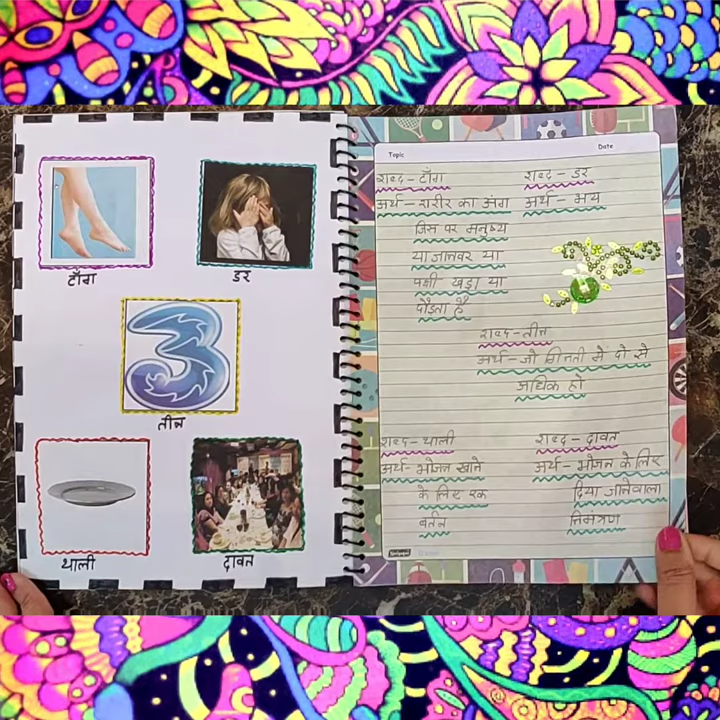 टाँग
डर
3
तीन
थाली
दावत
Topic
Date
शब्द - टाँग
शब्द - डर
अर्थ - शरीर का अंग
अर्थ - भय
जिस पर मनुष्य
या जानवर या
पक्षी खड़ा या
दौड़ता है
शब्द - तीन
अर्थ - जो गिनती में दो से
अधिक हो
शब्द - थाली
शब्द - दावत
अर्थ - भोजन खाने
अर्थ - भोजन के लिए
के लिए एक
दिया जानेवाला
बर्तन
निमंत्रण